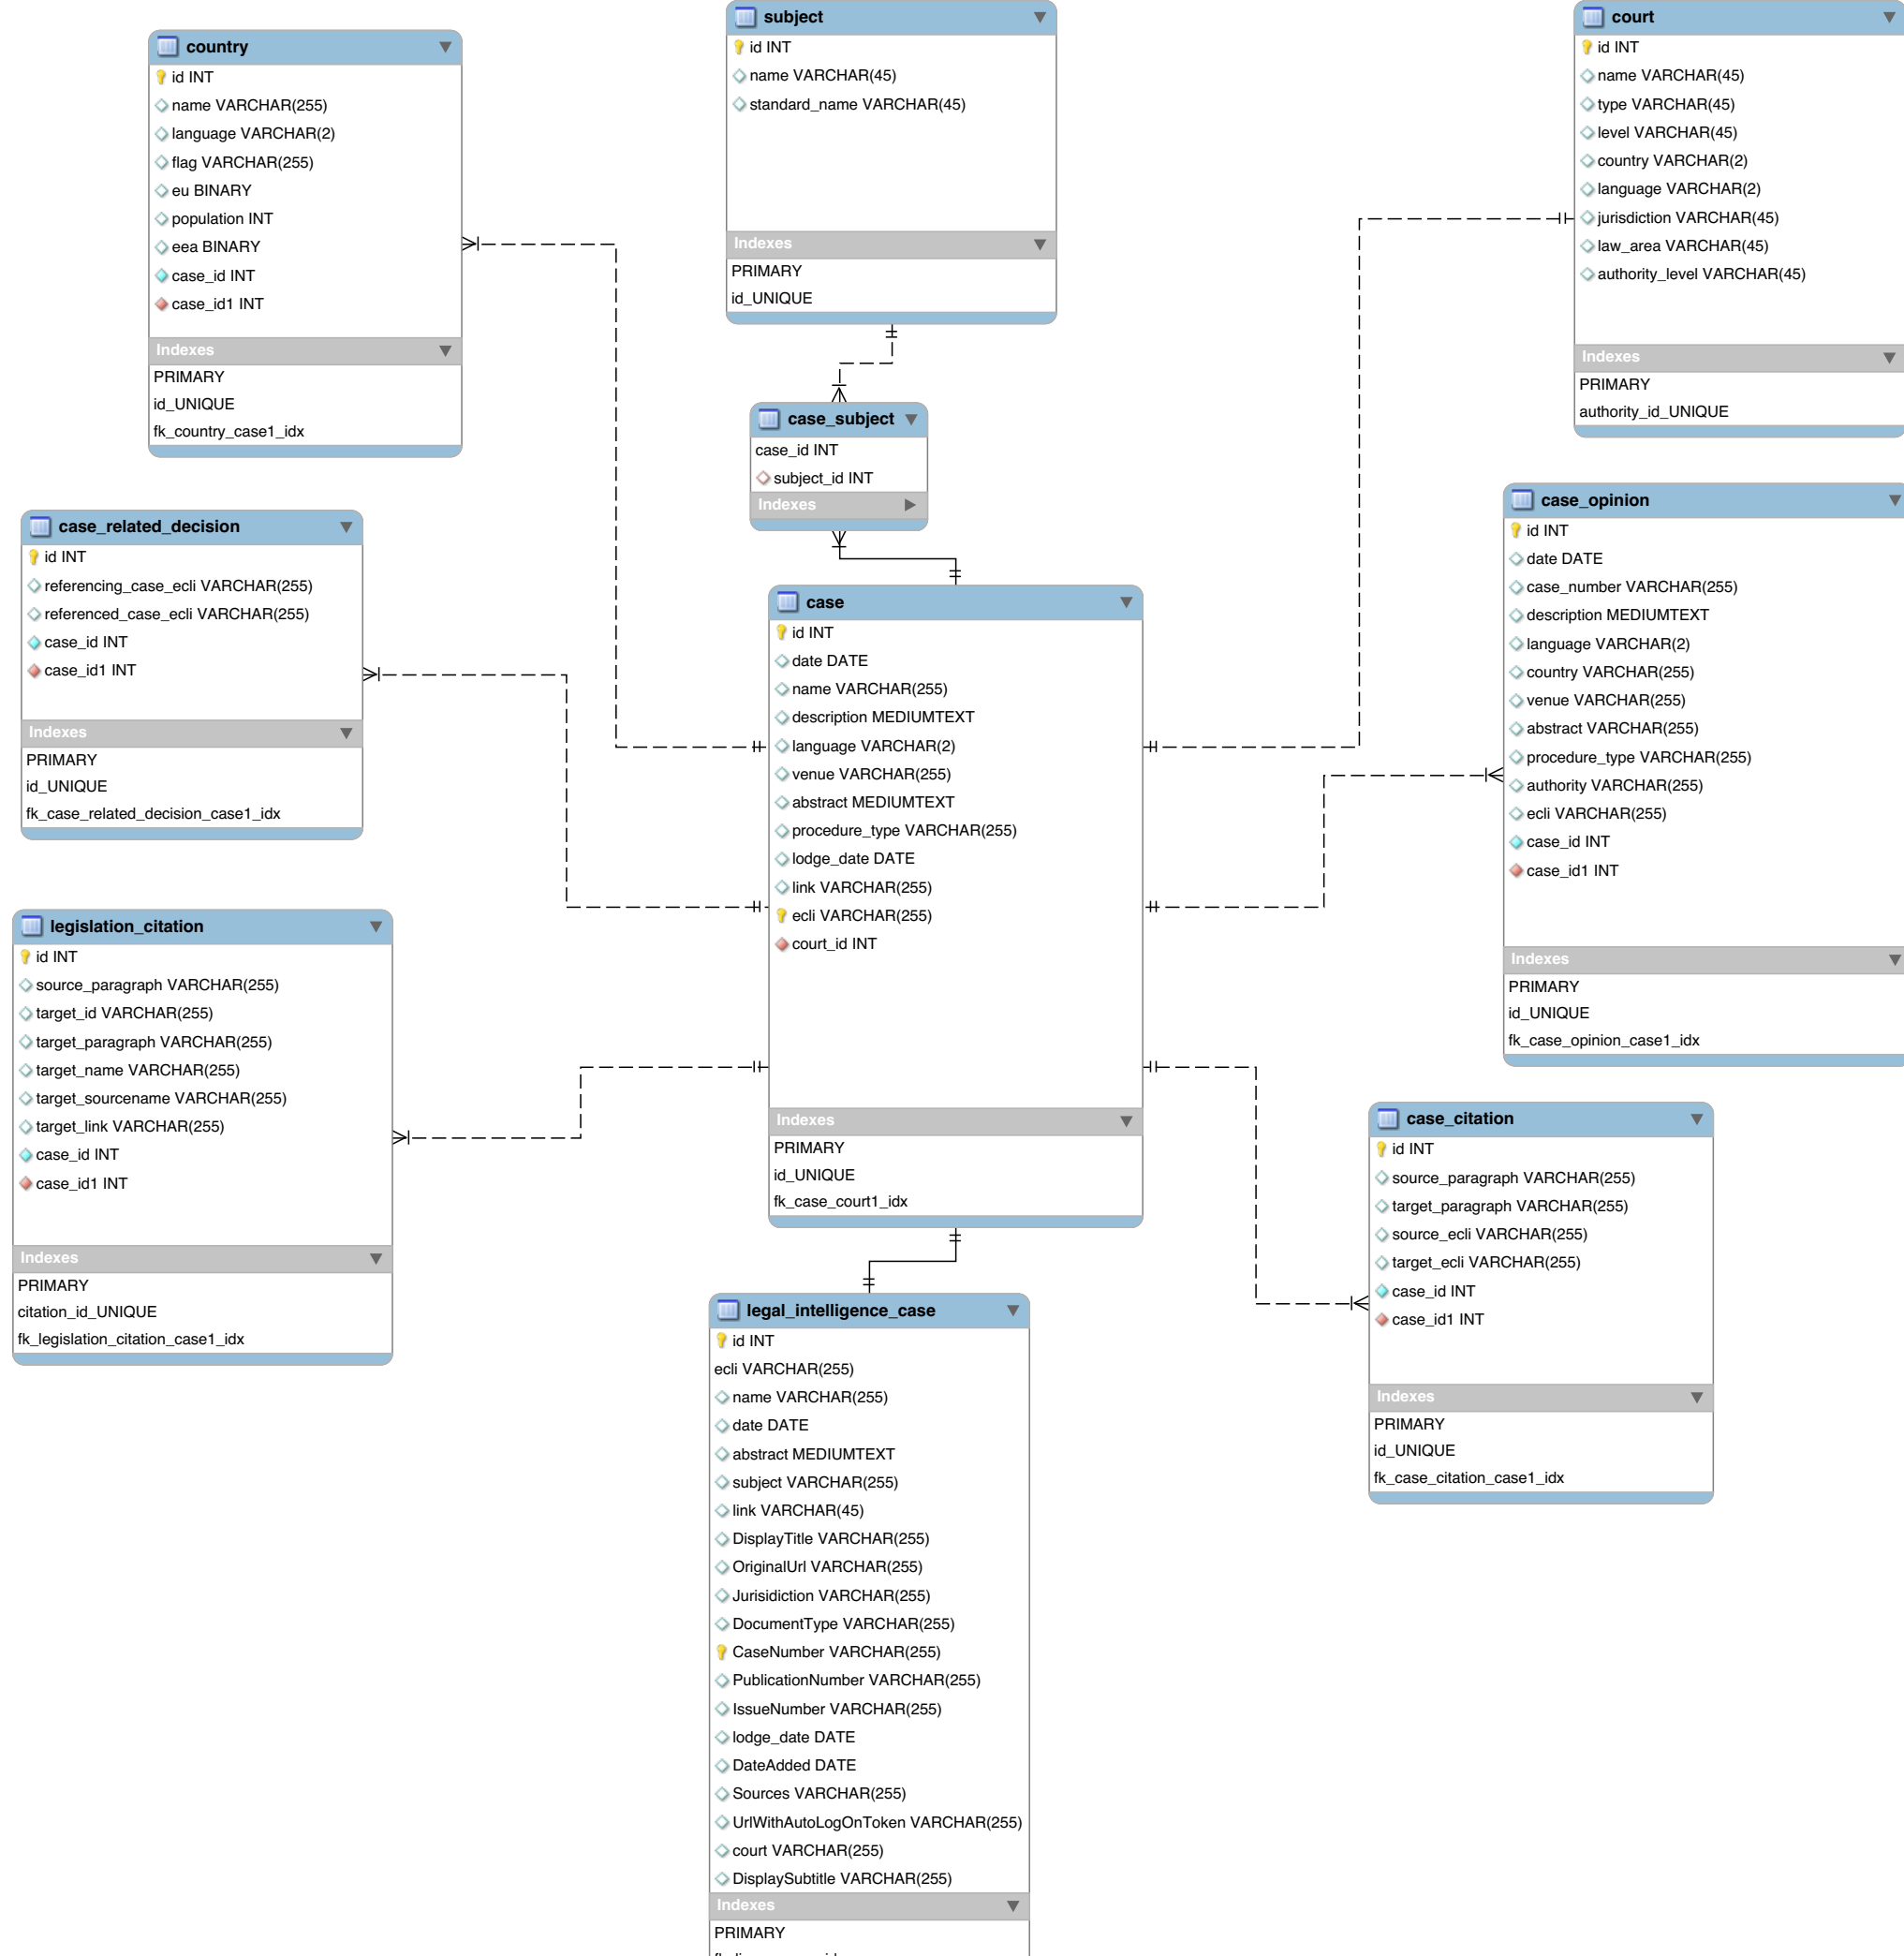 country
id INT
name VARCHAR(255)
language VARCHAR(2)
flag VARCHAR(255)
eu BINARY
population INT
eea BINARY
case_id INT
case_id1 INT
Indexes
PRIMARY
id_UNIQUE
fk_country_case1_idx
subject
id INT
name VARCHAR(45)
standard_name VARCHAR(45)
Indexes
PRIMARY
id_UNIQUE
court
id INT
name VARCHAR(45)
type VARCHAR(45)
level VARCHAR(45)
country VARCHAR(2)
language VARCHAR(2)
jurisdiction VARCHAR(45)
law_area VARCHAR(45)
authority_level VARCHAR(45)
Indexes
PRIMARY
authority_id_UNIQUE
case_subject
case_id INT
subject_id INT
Indexes
case_related_decision
id INT
referencing_case_ecli VARCHAR(255)
referenced_case_ecli VARCHAR(255)
case_id INT
case_id1 INT
Indexes
PRIMARY
id_UNIQUE
fk_case_related_decision_case1_idx
case
id INT
date DATE
name VARCHAR(255)
description MEDIUMTEXT
language VARCHAR(2)
venue VARCHAR(255)
abstract MEDIUMTEXT
procedure_type VARCHAR(255)
lodge_date DATE
link VARCHAR(255)
ecli VARCHAR(255)
court_id INT
Indexes
PRIMARY
id_UNIQUE
fk_case_court1_idx
case_opinion
id INT
date DATE
case_number VARCHAR(255)
description MEDIUMTEXT
language VARCHAR(2)
country VARCHAR(255)
venue VARCHAR(255)
abstract VARCHAR(255)
procedure_type VARCHAR(255)
authority VARCHAR(255)
ecli VARCHAR(255)
case_id INT
case_id1 INT
Indexes
PRIMARY
id_UNIQUE
fk_case_opinion_case1_idx
legislation_citation
id INT
source_paragraph VARCHAR(255)
target_id VARCHAR(255)
target_paragraph VARCHAR(255)
target_name VARCHAR(255)
target_sourcename VARCHAR(255)
target_link VARCHAR(255)
case_id INT
case_id1 INT
Indexes
PRIMARY
citation_id_UNIQUE
fk_legislation_citation_case1_idx
case_citation
id INT
source_paragraph VARCHAR(255)
target_paragraph VARCHAR(255)
source_ecli VARCHAR(255)
target_ecli VARCHAR(255)
case_id INT
case_id1 INT
Indexes
PRIMARY
id_UNIQUE
fk_case_citation_case1_idx
legal_intelligence_case
id INT
ecli VARCHAR(255)
name VARCHAR(255)
date DATE
abstract MEDIUMTEXT
subject VARCHAR(255)
link VARCHAR(45)
DisplayTitle VARCHAR(255)
OriginalUrl VARCHAR(255)
Jurisidiction VARCHAR(255)
DocumentType VARCHAR(255)
CaseNumber VARCHAR(255)
PublicationNumber VARCHAR(255)
IssueNumber VARCHAR(255)
lodge_date DATE
DateAdded DATE
Sources VARCHAR(255)
UrlWithAutoLogOnToken VARCHAR(255)
court VARCHAR(255)
DisplaySubtitle VARCHAR(255)
Indexes
PRIMARY